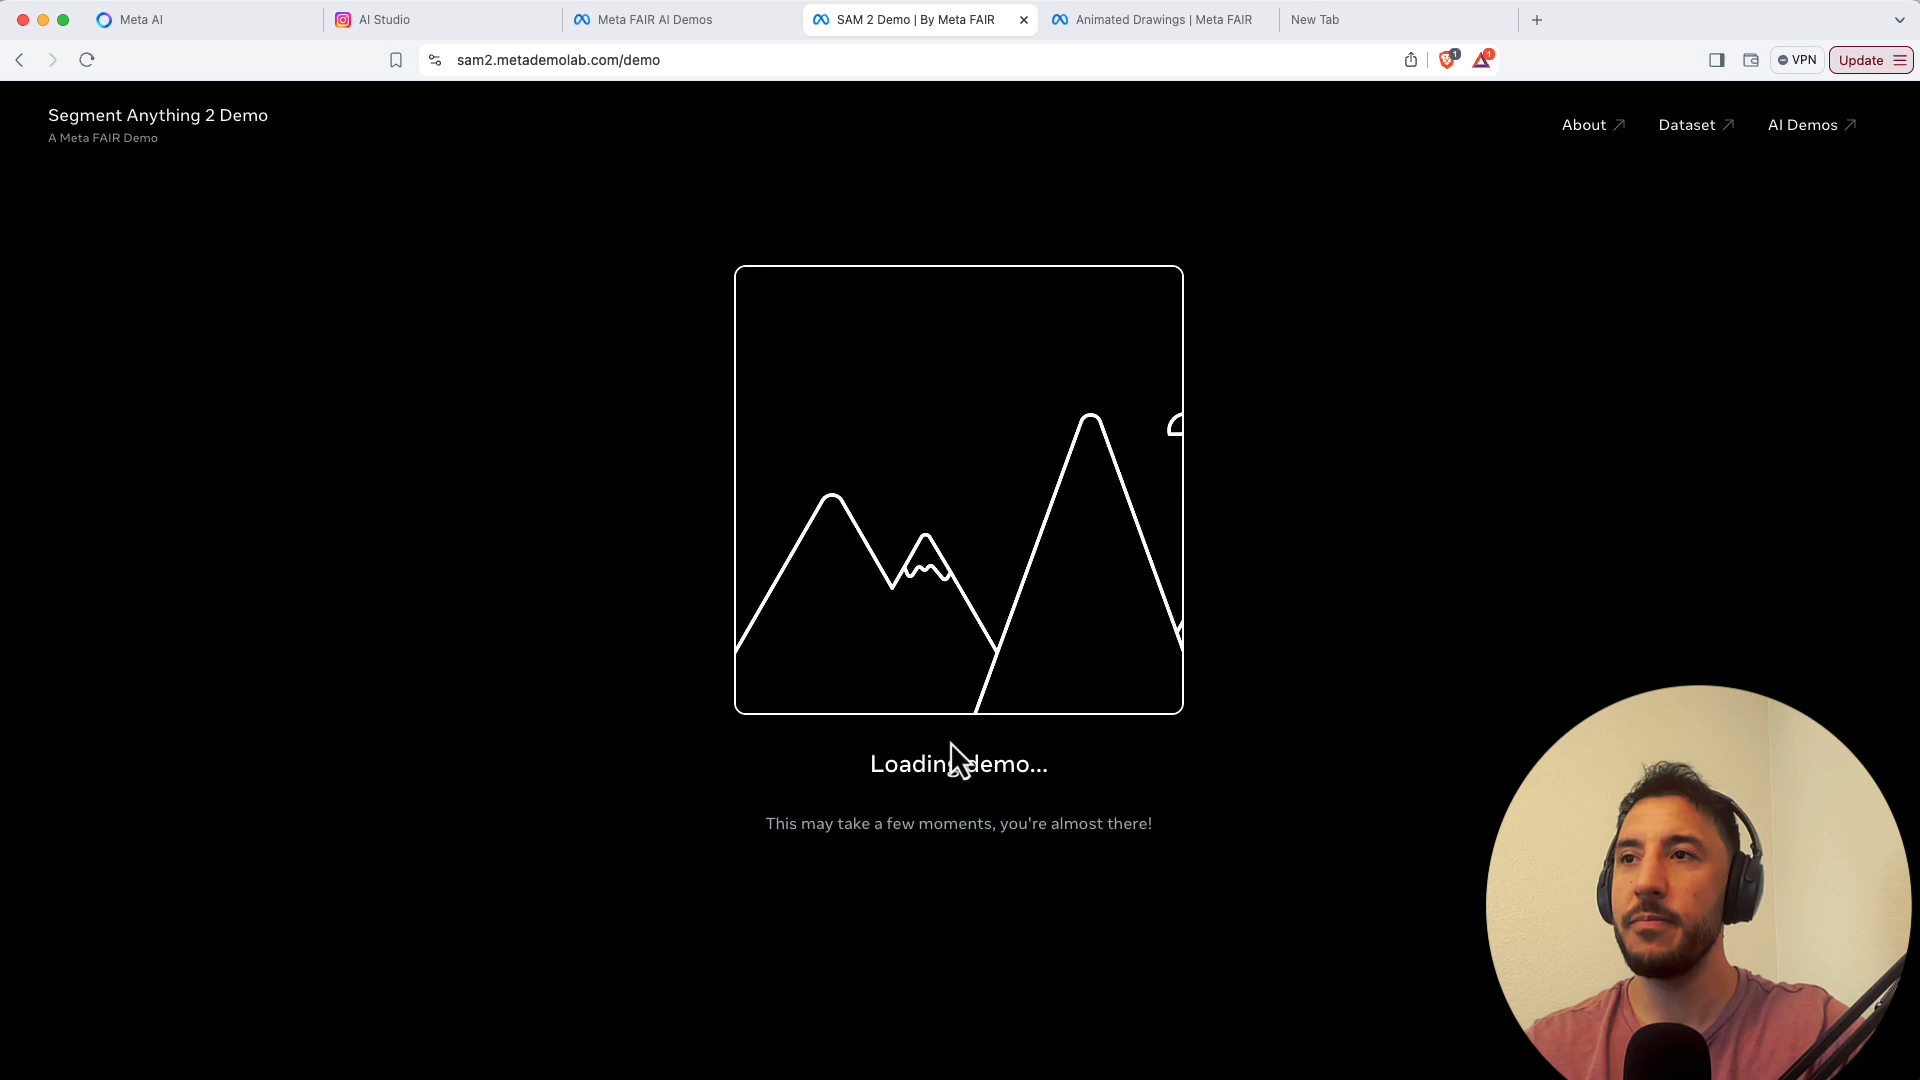 Meta AI
AI Studio
Meta FAIR AI Demos
SAM 2 Demo | By Meta FAIR
Animated Drawings | Meta FAIR
New Tab
sam2.metademolab.com/demo
1
1
VPN
Update
Segment Anything 2 Demo
A Meta FAIR Demo
About
Dataset
AI Demos
Loading demo...
This may take a few moments, you're almost there!